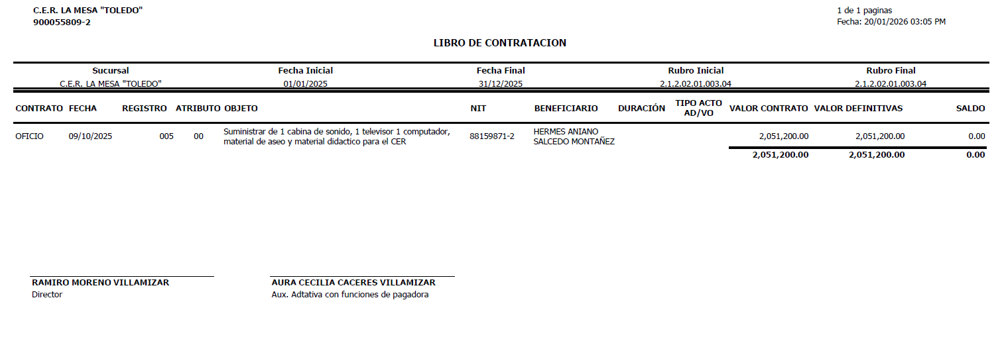 C.E.R. LA MESA "TOLEDO"
900055809-2
1 de 1 paginas
Fecha: 20/01/2026 03:05 PM
LIBRO DE CONTRATACION
Sucursal Fecha Inicial Fecha Final Rubro Inicial Rubro Final
C.E.R. LA MESA "TOLEDO" 01/01/2025 31/12/2025 2.1.2.02.01.003.04 2.1.2.02.01.003.04
CONTRATO FECHA REGISTRO ATRIBUTO OBJETO NIT BENEFICIARIO DURACIÓN TIPO ACTO AD/VO VALOR CONTRATO VALOR DEFINITIVAS SALDO
OFICIO 09/10/2025 005 00 Suministrar de 1 cabina de sonido, 1 televisor 1 computador, material de aseo y material didactico para el CER 88159871-2 HERMES ANIANO SALCEDO MONTAÑEZ 2,051,200.00 2,051,200.00 0.00
2,051,200.00 2,051,200.00 0.00
RAMIRO MORENO VILLAMIZAR
Director
AURA CECILIA CACERES VILLAMIZAR
Aux. Adtativa con funciones de pagadora